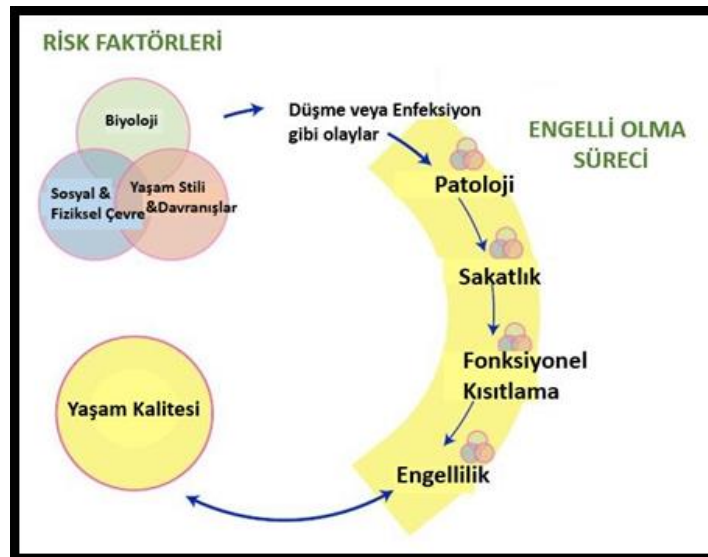 RİSK FAKTÖRLERİ
Biyoloji
Sosyal &
Fiziksel Çevre
Yaşam Stili
&Davranışlar
Düşme veya Enfeksiyon
gibi olaylar
ENGELLİ OLMA
SÜRECİ
Patoloji
Sakatlık
Fonksiyonel
Kısıtlama
Engellilik
Yaşam Kalitesi